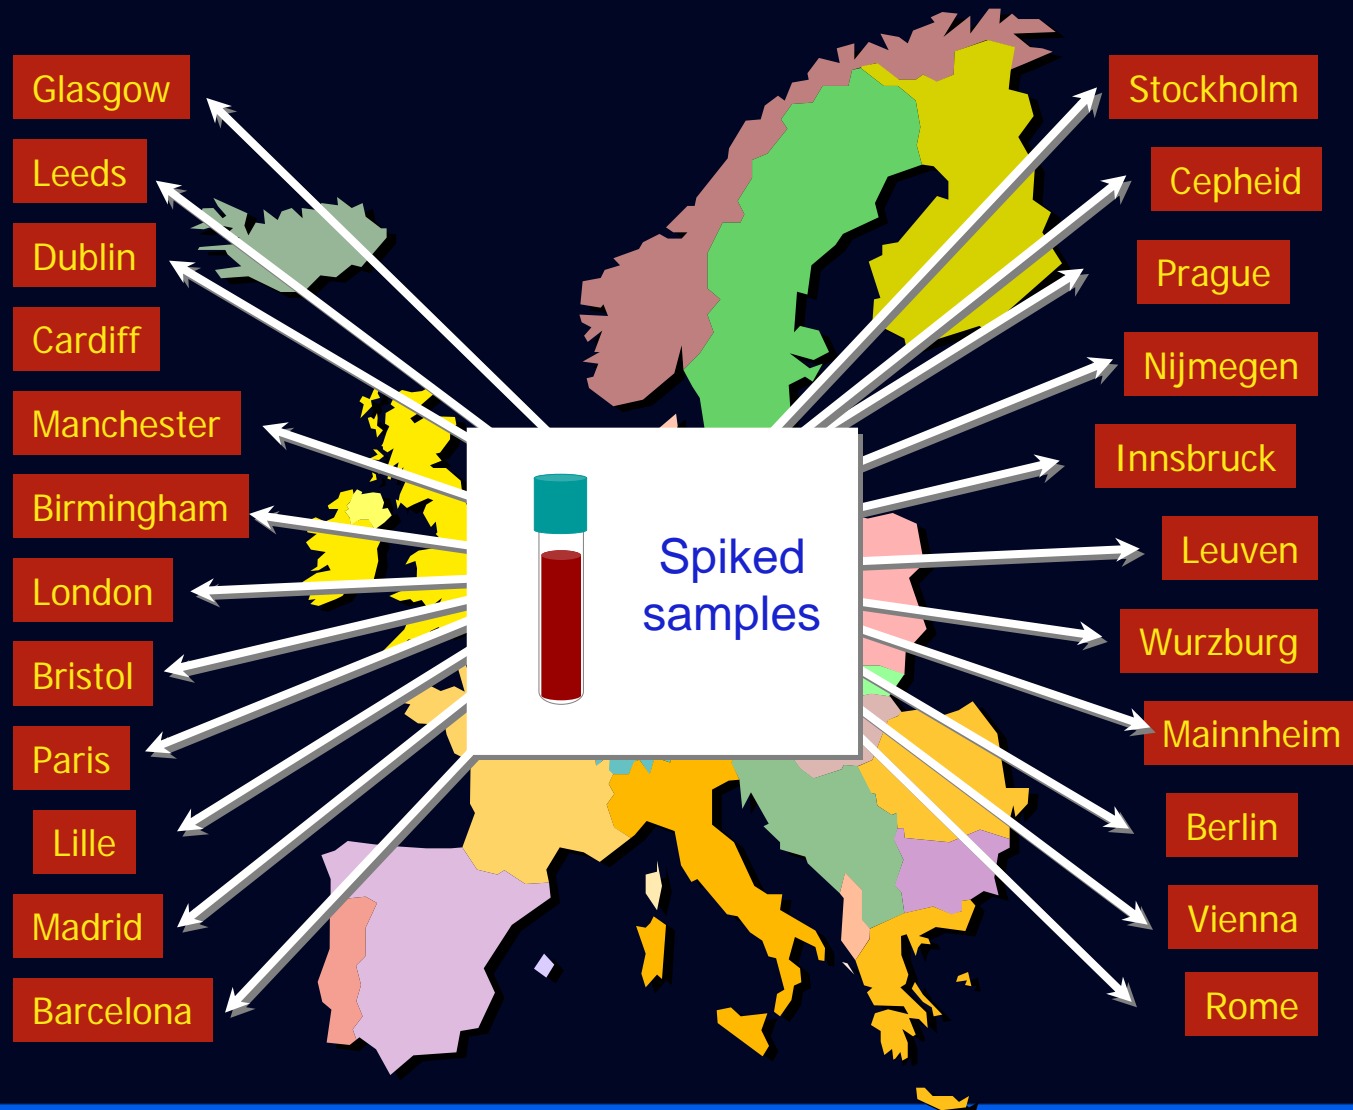 Glasgow
Leeds
Dublin
Cardiff
Manchester
Birmingham
London
Bristol
Paris
Lille
Madrid
Barcelona
Spiked
samples
Stockholm
Cepheid
Prague
Nijmegen
Innsbruck
Leuven
Wurzburg
Mainnheim
Berlin
Vienna
Rome